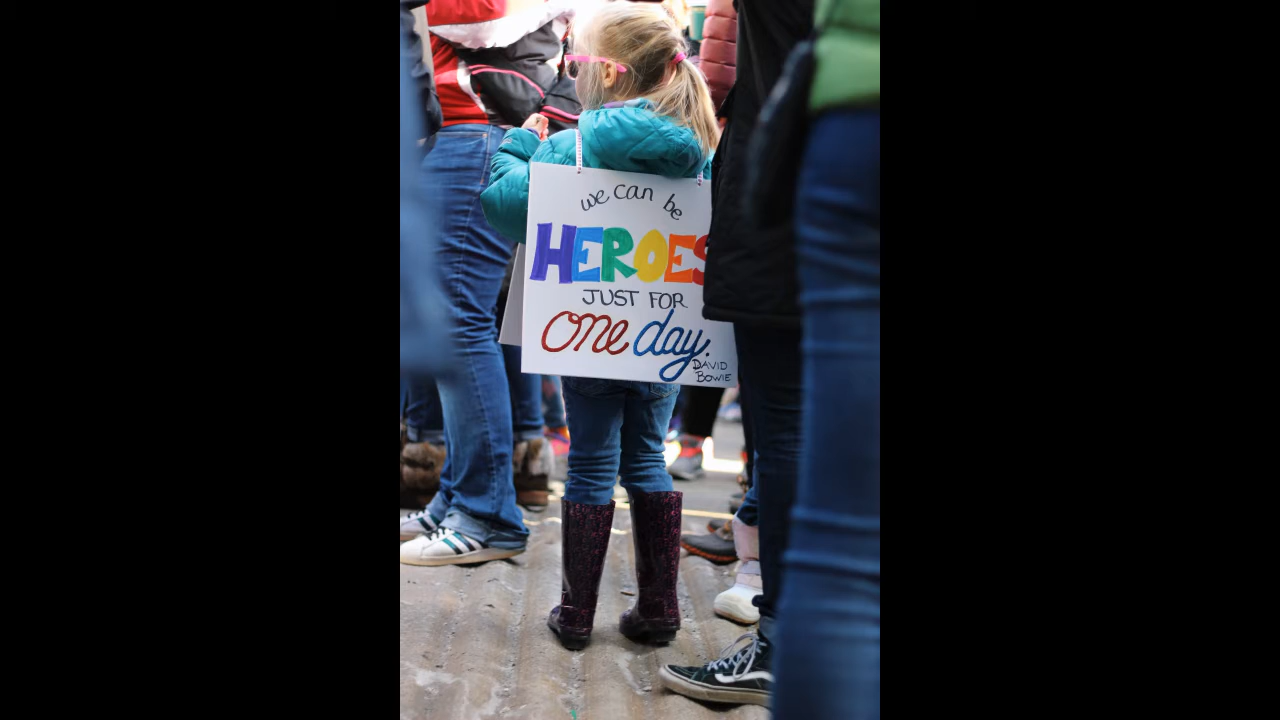 we can be
HEROES
JUST FOR
one day.
DAVID
BOWIE